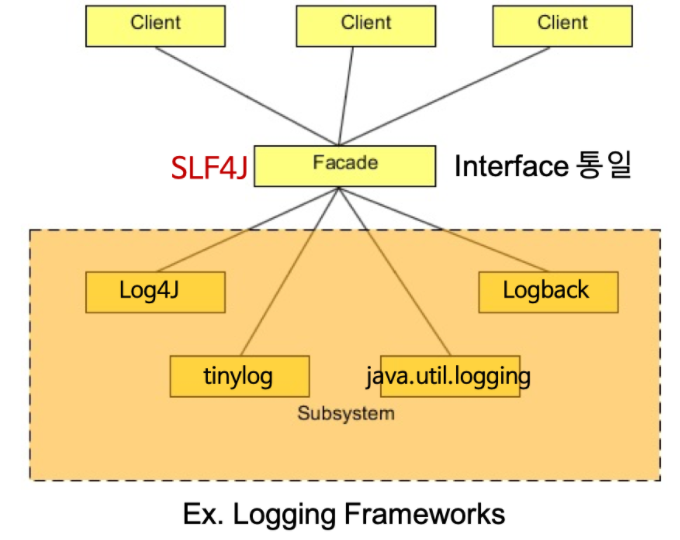 Client
Client
Client
SLF4J
Facade
Interface 통일
Log4J
Logback
tinylog
java.util.logging
Subsystem
Ex. Logging Frameworks